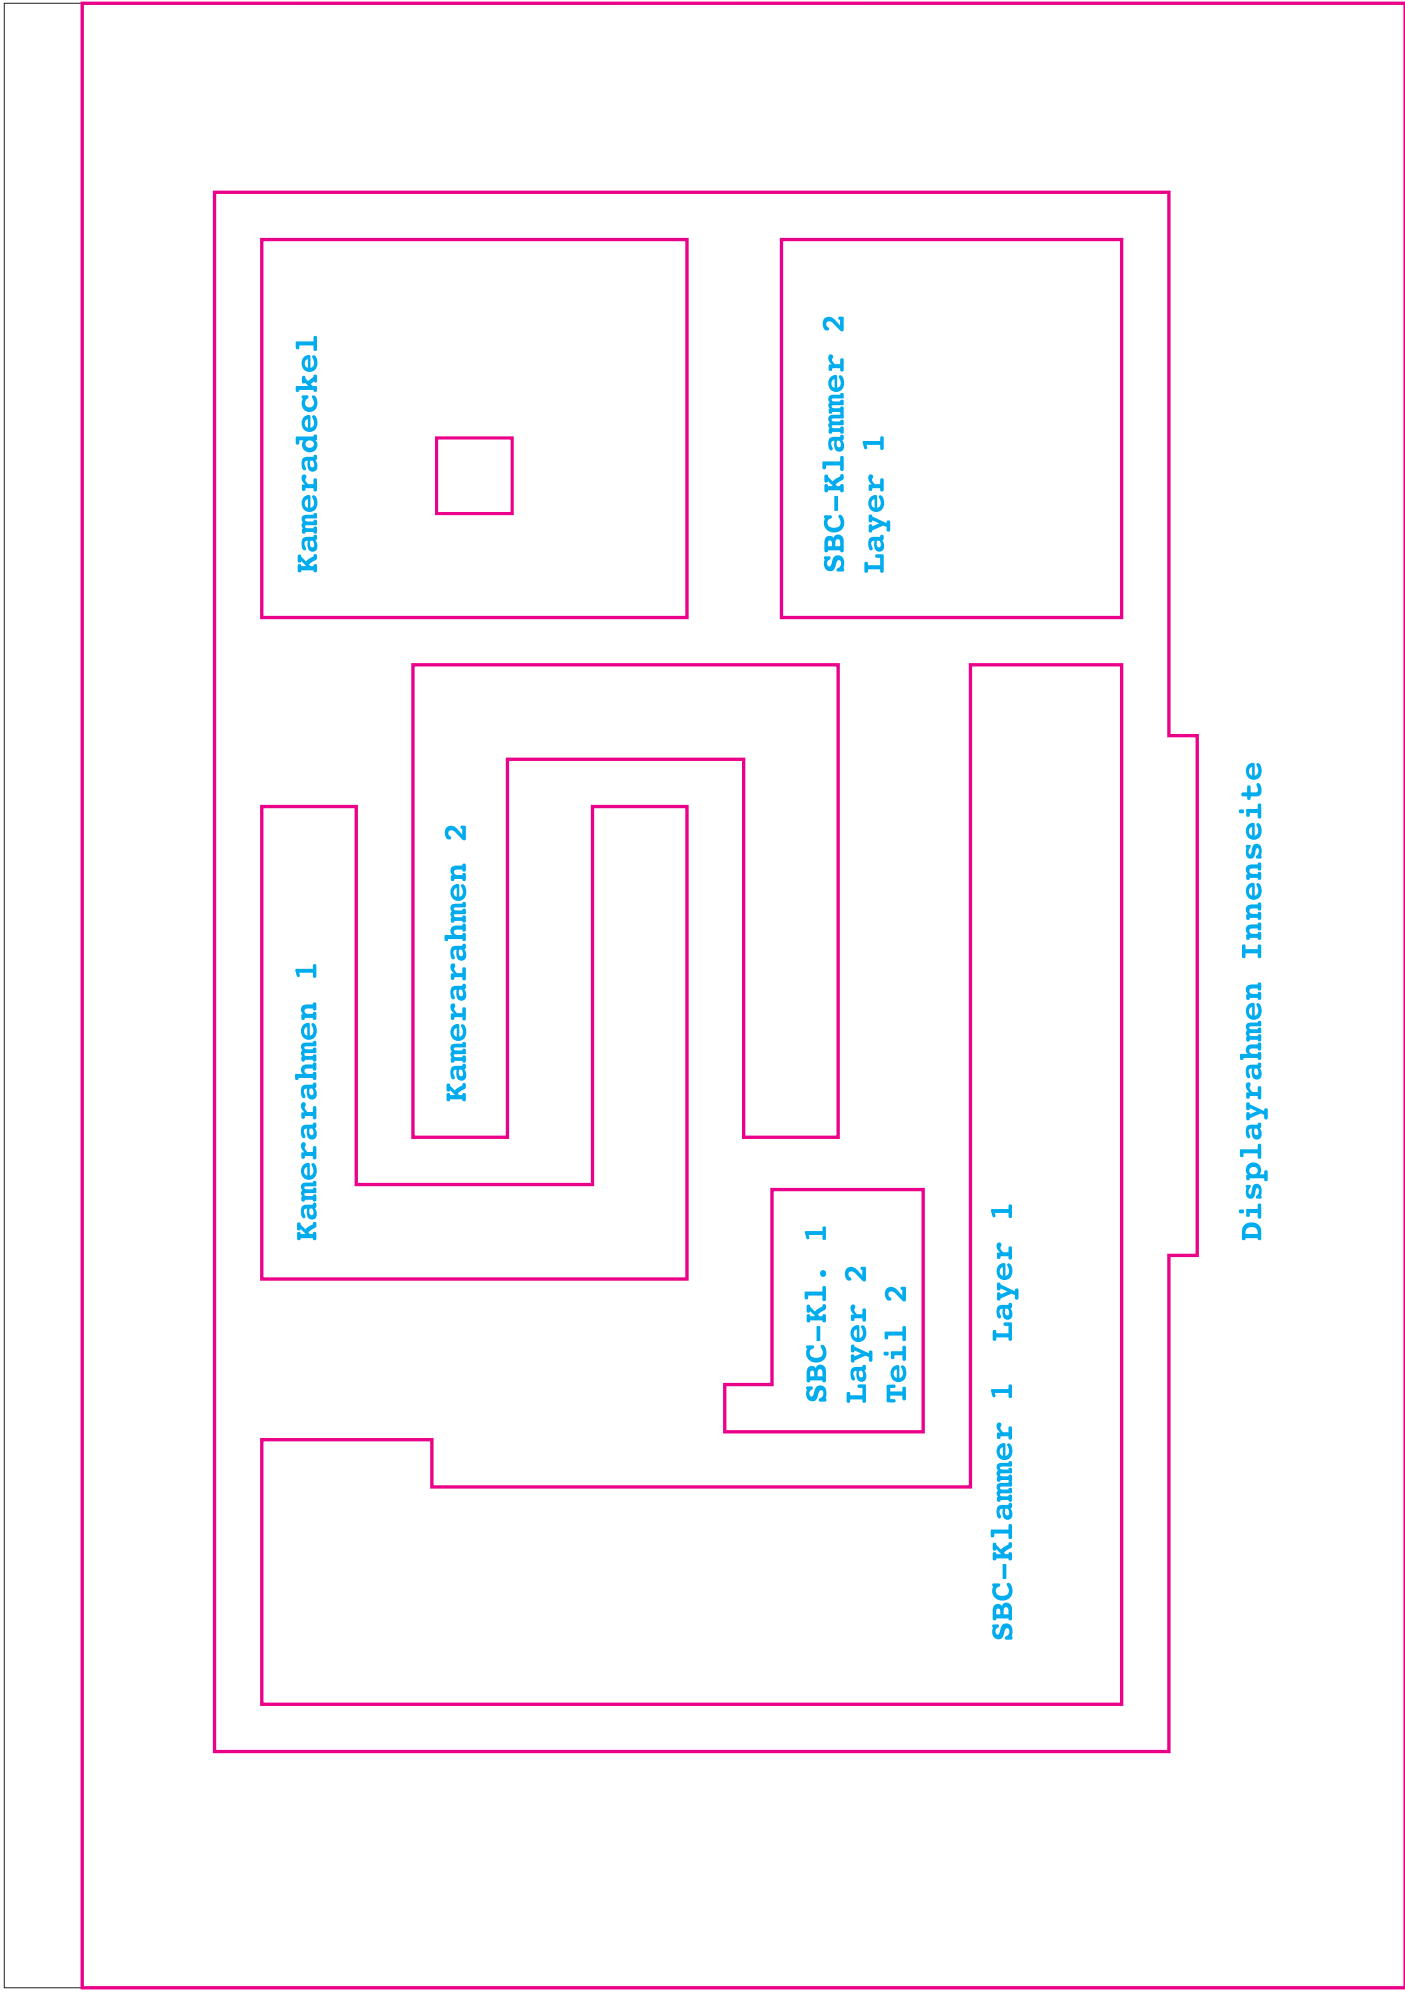 Kameradeckel
SBC-Klammer 2
Layer 1
Kamerarahmen 1
Kamerarahmen 2
SBC-Kl. 1
Layer 2
Teil 2
SBC-Klammer 1 Layer 1
Displayrahmen Innenseite